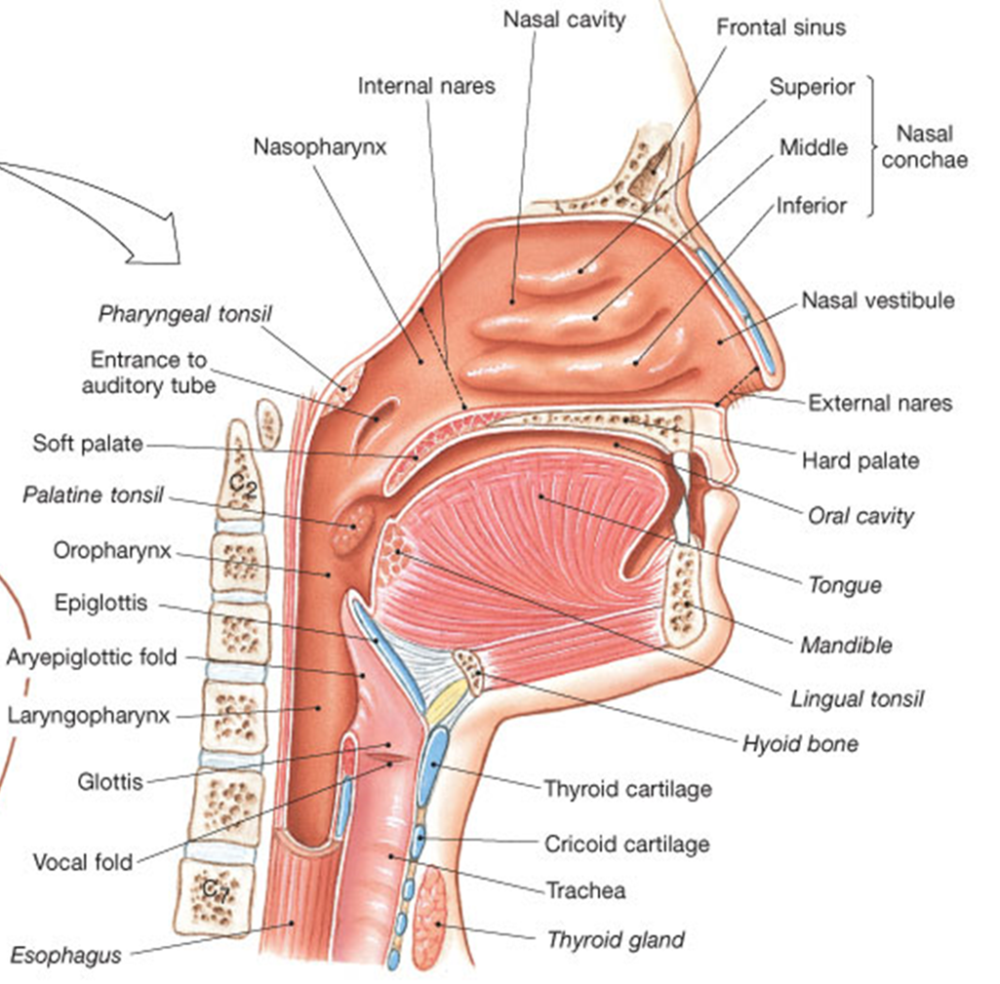 Nasal cavity
Frontal sinus
Internal nares
Superior
Middle
Inferior
Nasal
conchae
Nasopharynx
Pharyngeal tonsil
Entrance to
auditory tube
Nasal vestibule
External nares
Soft palate
Hard palate
C2
Palatine tonsil
Oral cavity
Oropharynx
Tongue
Epiglottis
Mandible
Aryepiglottic fold
Lingual tonsil
Laryngopharynx
Hyoid bone
Glottis
Thyroid cartilage
Cricoid cartilage
Vocal fold
C7
Trachea
Thyroid gland
Esophagus